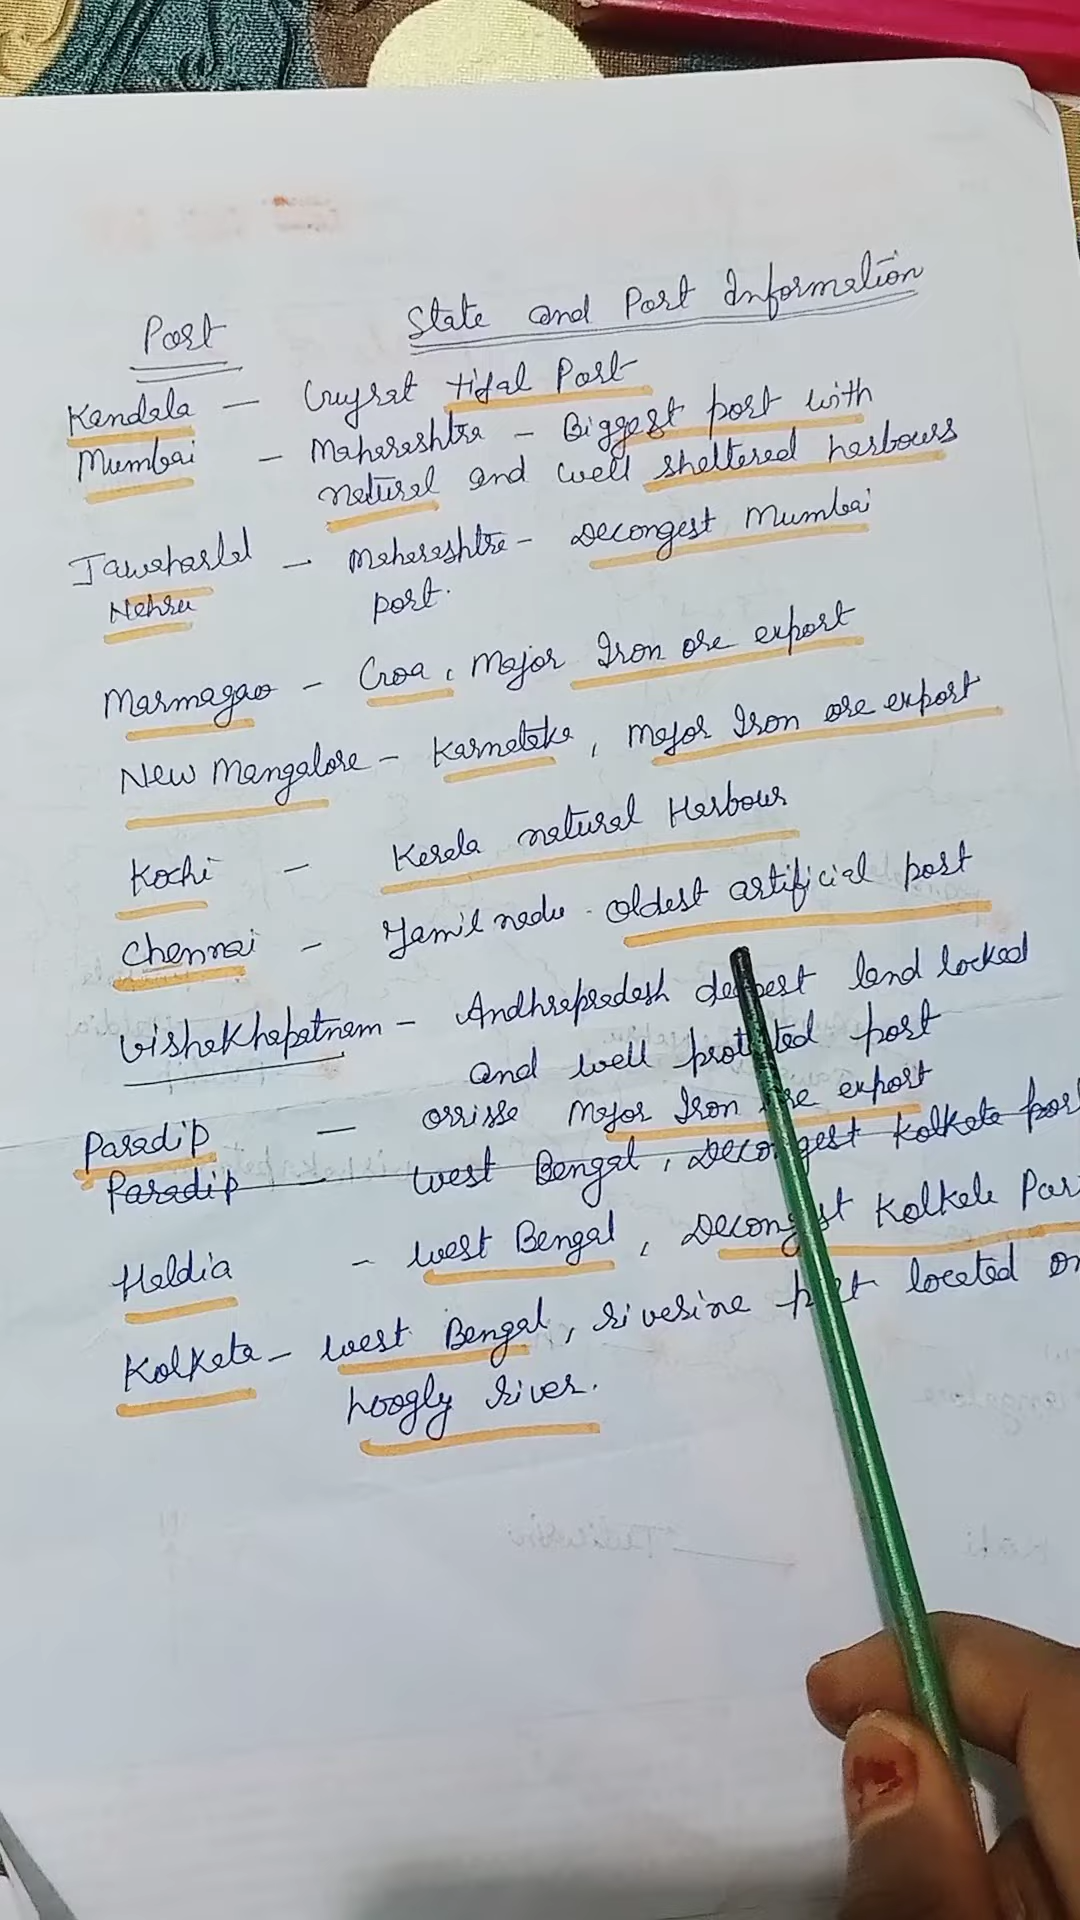 Port State and Port Information
Kandala — Gujrat tidal Port
Mumbai - Maharashtra - Biggest port with
natural and well sheltered harbours
Jawaharlal — Maharashtra - Decongest Mumbai
Nehru port.
Marmagao - Goa, Major Iron ore export
New Mangalore - Karnataka, Major Iron ore export
Kochi - Kerala natural Harbour
Chennai - Tamil nadu - oldest artificial port
Vishakhapatnam - Andhrapradesh deepest land locked
and well protected port
Paradip - orrissa Major Iron ore export
Paradip - West Bengal, Decongest Kolkata port
Haldia - West Bengal, Decongest Kolkata Por
Kolkata - West Bengal, riverine port located on
hoogly river.